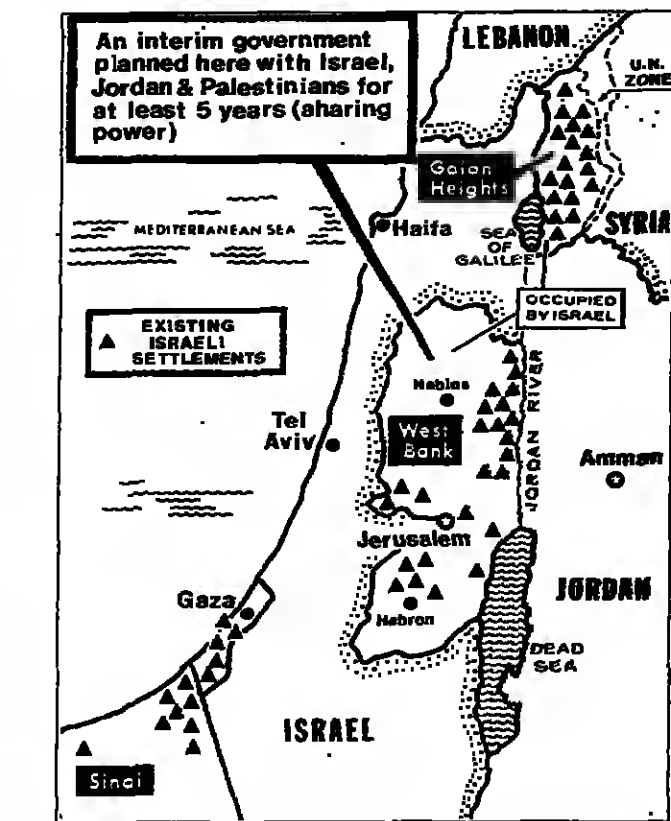 An interim government
planned here with Israel,
Jordan & Palestinians for
at least 5 years (aharing
power)
LEBANON
U.N.
ZONE
Golan
Heights
MEDITERRANEAN SEA
Haifa
SEA
OF
GALILEE
SYRIA
OCCUPIED
BY ISRAEL
EXISTING
ISRAELI
SETTLEMENTS
Nablus
JORDAN RIVER
Tel
Aviv
West
Bank
Amman
Jerusalem
JORDAN
Gaza
Hebron
DEAD
SEA
ISRAEL
Sinai